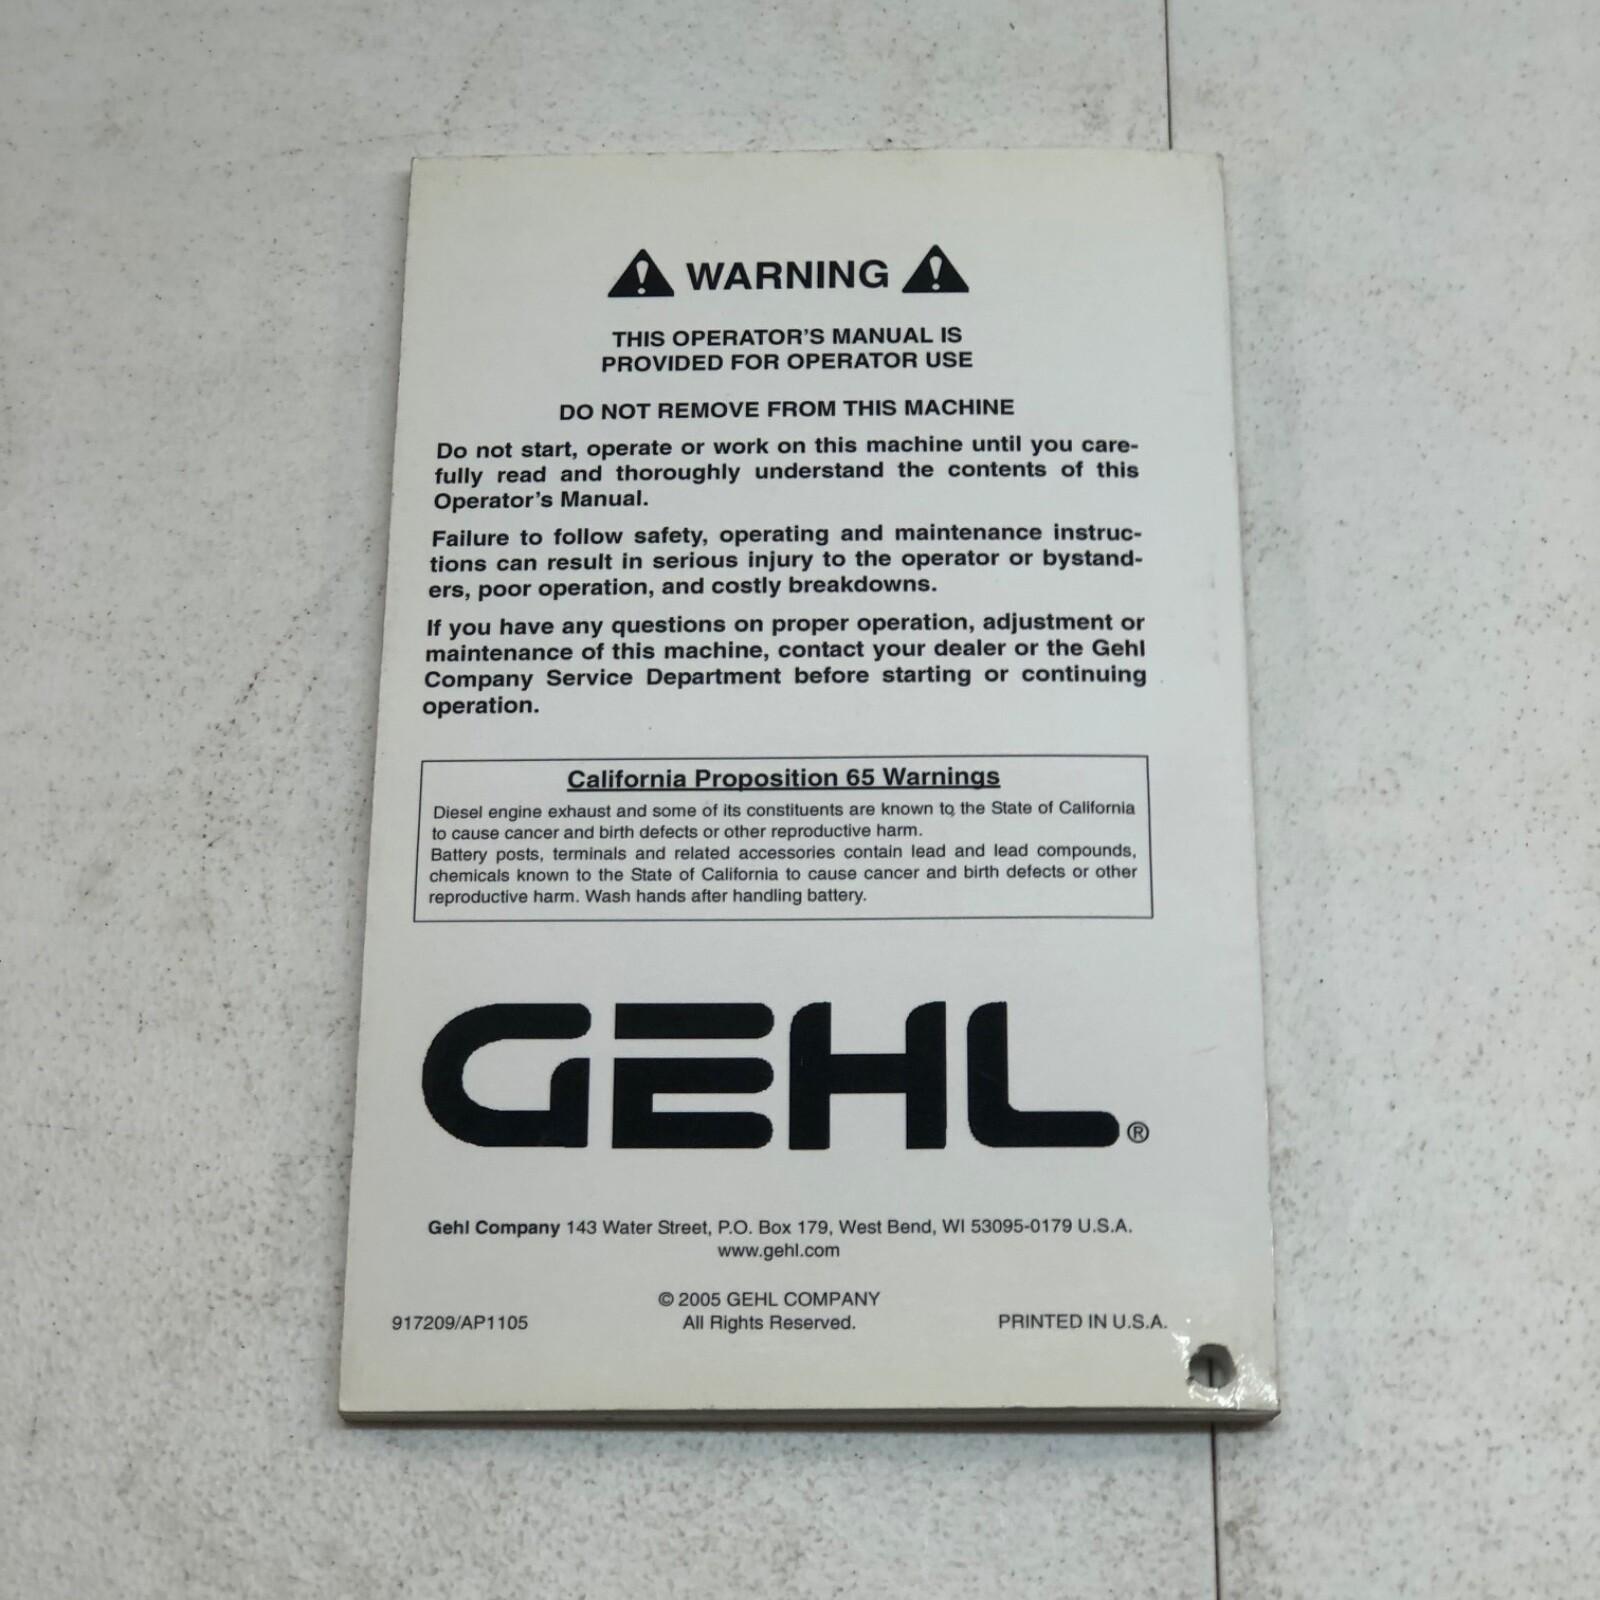 WARNING
THIS OPERATOR'S MANUAL IS
PROVIDED FOR OPERATOR USE
DO NOT REMOVE FROM THIS MACHINE
Do not start, operate or work on this machine until you care-
fully read and thoroughly understand the contents of this
Operator's Manual.
Failure to follow safety, operating and maintenance instruc-
tions can result in serious injury to the operator or bystand-
ers, poor operation, and costly breakdowns.
If you have any questions on proper operation, adjustment or
maintenance of this machine, contact your dealer or the Gehl
Company Service Department before starting or continuing
operation.
California Proposition 65 Warnings
Diesel engine exhaust and some of its constituents are known to the State of California
to cause cancer and birth defects or other reproductive harm.
Battery posts, terminals and related accessories contain lead and lead compounds,
chemicals known to the State of California to cause cancer and birth defects or other
reproductive harm. Wash hands after handling battery.
GEHL®
Gehl Company 143 Water Street, P.O. Box 179, West Bend, WI 53095-0179 U.S.A.
www.gehl.com
© 2005 GEHL COMPANY
917209/AP1105 All Rights Reserved. PRINTED IN U.S.A.